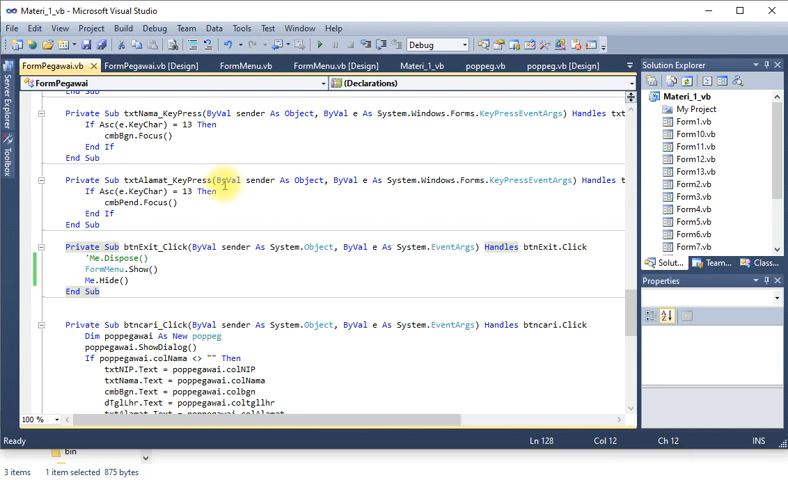 Materi_1_vb - Microsoft Visual Studio
File Edit View Project Build Debug Team Data Tools Test Window Help
Debug
FormPegawai.vb FormPegawai.vb [Design] FormMenu.vb FormMenu.vb [Design] Materi_1_vb poppeg.vb poppeg.vb [Design]
FormPegawai (Declarations)
End Sub
Private Sub txtNama_KeyPress(ByVal sender As Object, ByVal e As System.Windows.Forms.KeyPressEventArgs) Handles txt
If Asc(e.KeyChar) = 13 Then
cmbBgn.Focus()
End If
End Sub
Private Sub txtAlamat_KeyPress(ByVal sender As Object, ByVal e As System.Windows.Forms.KeyPressEventArgs) Handles t
If Asc(e.KeyChar) = 13 Then
cmbPend.Focus()
End If
End Sub
Private Sub btnExit_Click(ByVal sender As System.Object, ByVal e As System.EventArgs) Handles btnExit.Click
'Me.Dispose()
FormMenu.Show()
Me.Hide()
End Sub
Private Sub btncari_Click(ByVal sender As System.Object, ByVal e As System.EventArgs) Handles btncari.Click
Dim poppegawai As New poppeg
poppegawai.ShowDialog()
If poppegawai.colNama <> "" Then
txtNIP.Text = poppegawai.colNIP
txtNama.Text = poppegawai.colNama
cmbBgn.Text = poppegawai.colbgn
dTglLhr.Text = poppegawai.coltgllhr
txtAlamat.Text = poppegawai.colAlamat
100 %
Server Explorer
Toolbox
Solution Explorer
Materi_1_vb
My Project
Form1.vb
Form10.vb
Form11.vb
Form12.vb
Form13.vb
Form2.vb
Form3.vb
Form4.vb
Form5.vb
Form6.vb
Form7.vb
Solut... Team... Class...
Properties
Ready Ln 128 Col 12 Ch 12 INS
bin
3 items 1 item selected 875 bytes